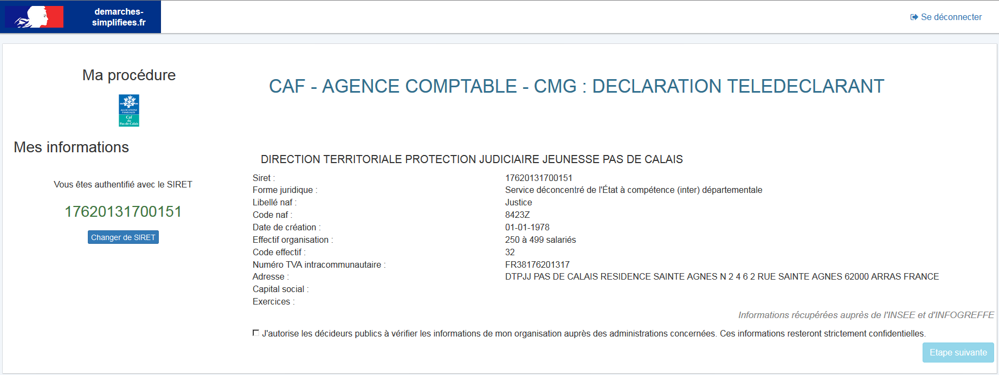 demarches-
simplifiees.fr
Se déconnecter
Ma procédure
ALLOCATIONS
FAMILIALES
Caf
du
Pas-de-Calais
Mes informations
Vous êtes authentifié avec le SIRET
17620131700151
Changer de SIRET
CAF - AGENCE COMPTABLE - CMG : DECLARATION TELEDECLARANT
DIRECTION TERRITORIALE PROTECTION JUDICIAIRE JEUNESSE PAS DE CALAIS
Siret : 17620131700151
Forme juridique : Service déconcentré de l'État à compétence (inter) départementale
Libellé naf : Justice
Code naf : 8423Z
Date de création : 01-01-1978
Effectif organisation : 250 à 499 salariés
Code effectif : 32
Numéro TVA intracommunautaire : FR38176201317
Adresse : DTPJJ PAS DE CALAIS RESIDENCE SAINTE AGNES N 2 4 6 2 RUE SAINTE AGNES 62000 ARRAS FRANCE
Capital social :
Exercices :
Informations récupérées auprès de l'INSEE et d'INFOGREFFE
J'autorise les décideurs publics à vérifier les informations de mon organisation auprès des administrations concernées. Ces informations resteront strictement confidentielles.
Etape suivante